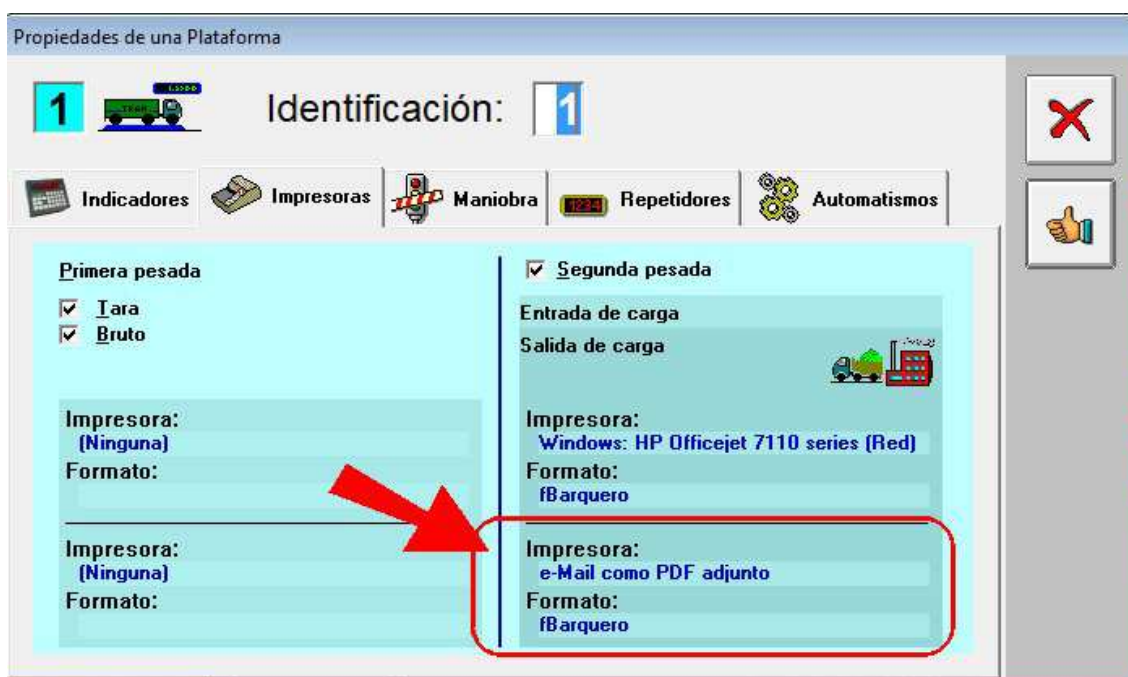 Propiedades de una Plataforma
1 Identificación: 1
Indicadores Impresoras Maniobra Repetidores Automatismos
Primera pesada
Tara
Bruto
Impresora:
(Ninguna)
Formato:
Impresora:
(Ninguna)
Formato:
Segunda pesada
Entrada de carga
Salida de carga
Impresora:
Windows: HP Officejet 7110 series (Red)
Formato:
fBarquero
Impresora:
e-Mail como PDF adjunto
Formato:
fBarquero